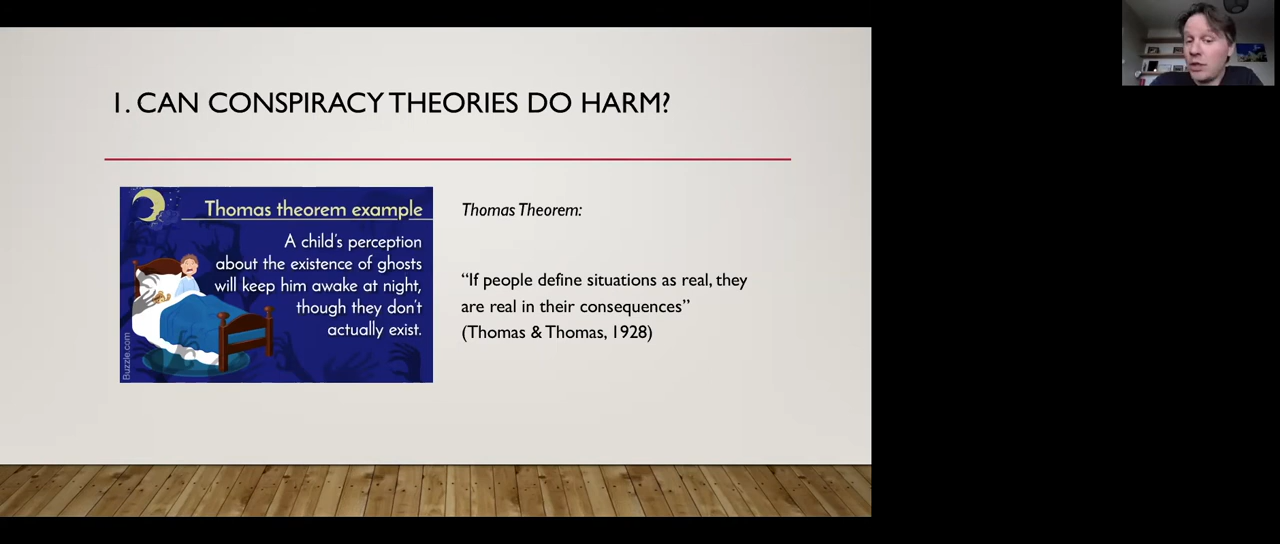 1. CAN CONSPIRACY THEORIES DO HARM?
Thomas theorem example
A child's perception
about the existence of ghosts
will keep him awake at night,
though they don't
actually exist.
Buzzle.com
Thomas Theorem:
“If people define situations as real, they
are real in their consequences”
(Thomas & Thomas, 1928)